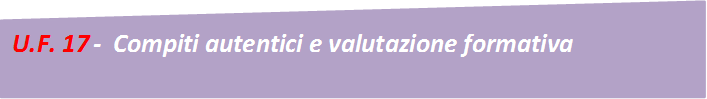 U.F. 17 - Compiti autentici e valutazione formativa